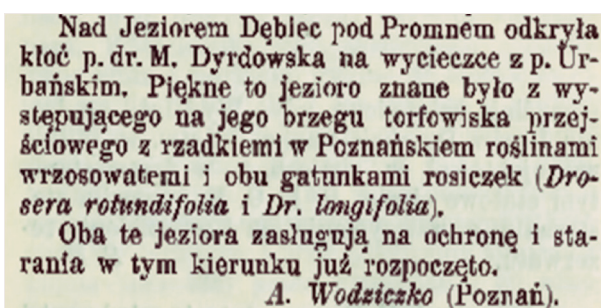 Nad Jeziorem Dębiec pod Promnem odkryła
kłoć p. dr. M. Dyrdowska na wycieczce z p. Ur-
bańskim. Piękne to jezioro znane było z wy-
stępującego na jego brzegu torfowiska przej-
ściowego z rzadkiemi w Poznańskiem roślinami
wrzosowatemi i obu gatunkami rosiczek (Dro-
sera rotundifolia i Dr. longifolia).
Oba te jeziora zasługują na ochronę i sta-
rania w tym kierunku już rozpoczęto.
A. Wodziczko (Poznań).